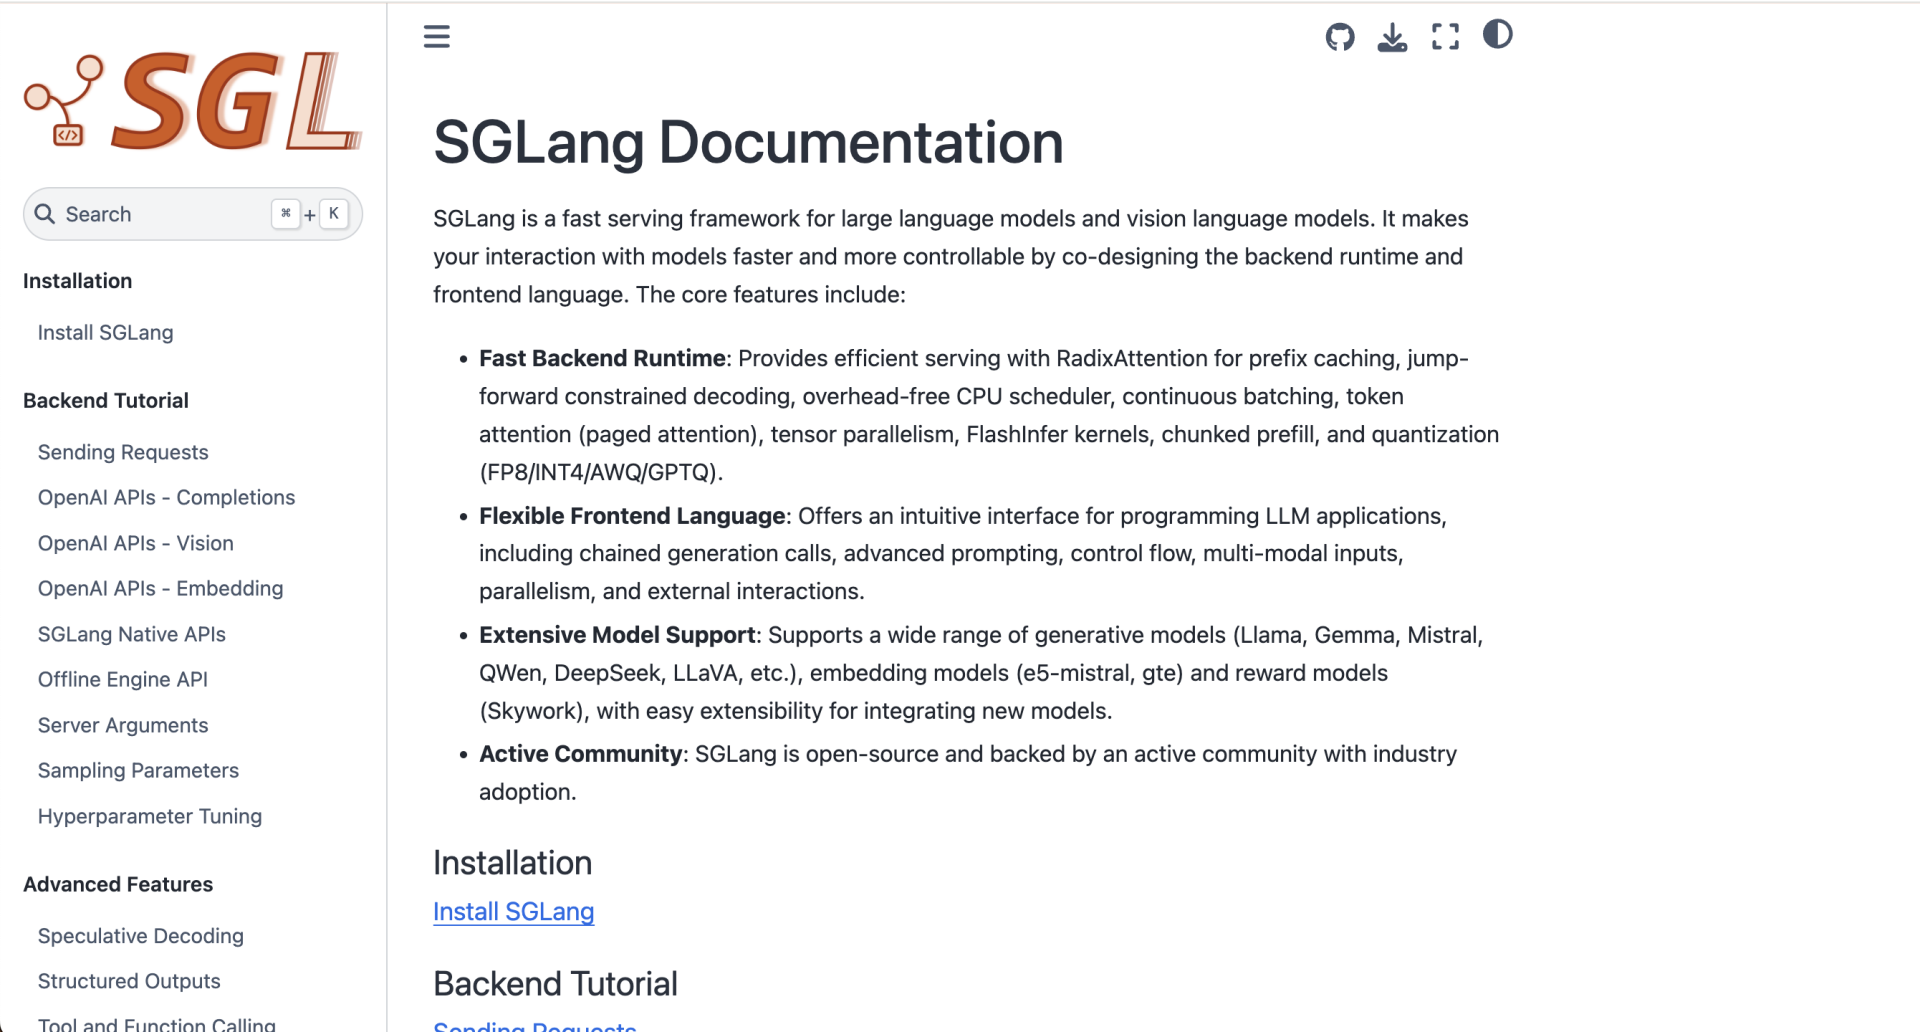 SGL
</>
Search
⌘ + K
Installation
Install SGLang
Backend Tutorial
Sending Requests
OpenAI APIs - Completions
OpenAI APIs - Vision
OpenAI APIs - Embedding
SGLang Native APIs
Offline Engine API
Server Arguments
Sampling Parameters
Hyperparameter Tuning
Advanced Features
Speculative Decoding
Structured Outputs
Tool and Function Calling
SGLang Documentation
SGLang is a fast serving framework for large language models and vision language models. It makes
your interaction with models faster and more controllable by co-designing the backend runtime and
frontend language. The core features include:
• Fast Backend Runtime: Provides efficient serving with RadixAttention for prefix caching, jump-
forward constrained decoding, overhead-free CPU scheduler, continuous batching, token
attention (paged attention), tensor parallelism, FlashInfer kernels, chunked prefill, and quantization
(FP8/INT4/AWQ/GPTQ).
• Flexible Frontend Language: Offers an intuitive interface for programming LLM applications,
including chained generation calls, advanced prompting, control flow, multi-modal inputs,
parallelism, and external interactions.
• Extensive Model Support: Supports a wide range of generative models (Llama, Gemma, Mistral,
QWen, DeepSeek, LLaVA, etc.), embedding models (e5-mistral, gte) and reward models
(Skywork), with easy extensibility for integrating new models.
• Active Community: SGLang is open-source and backed by an active community with industry
adoption.
Installation
Install SGLang
Backend Tutorial
Sending Requests